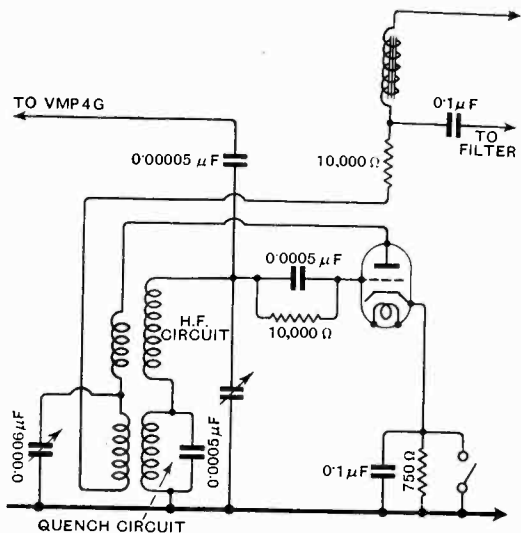 TO VMP4G
0·00005 μF
0·1μF
TO
FILTER
10,000 Ω
0·0005 μF
H.F.
CIRCUIT
10,000 Ω
0·0006μF
0·0005μF
0·1μF
750 Ω
QUENCH CIRCUIT